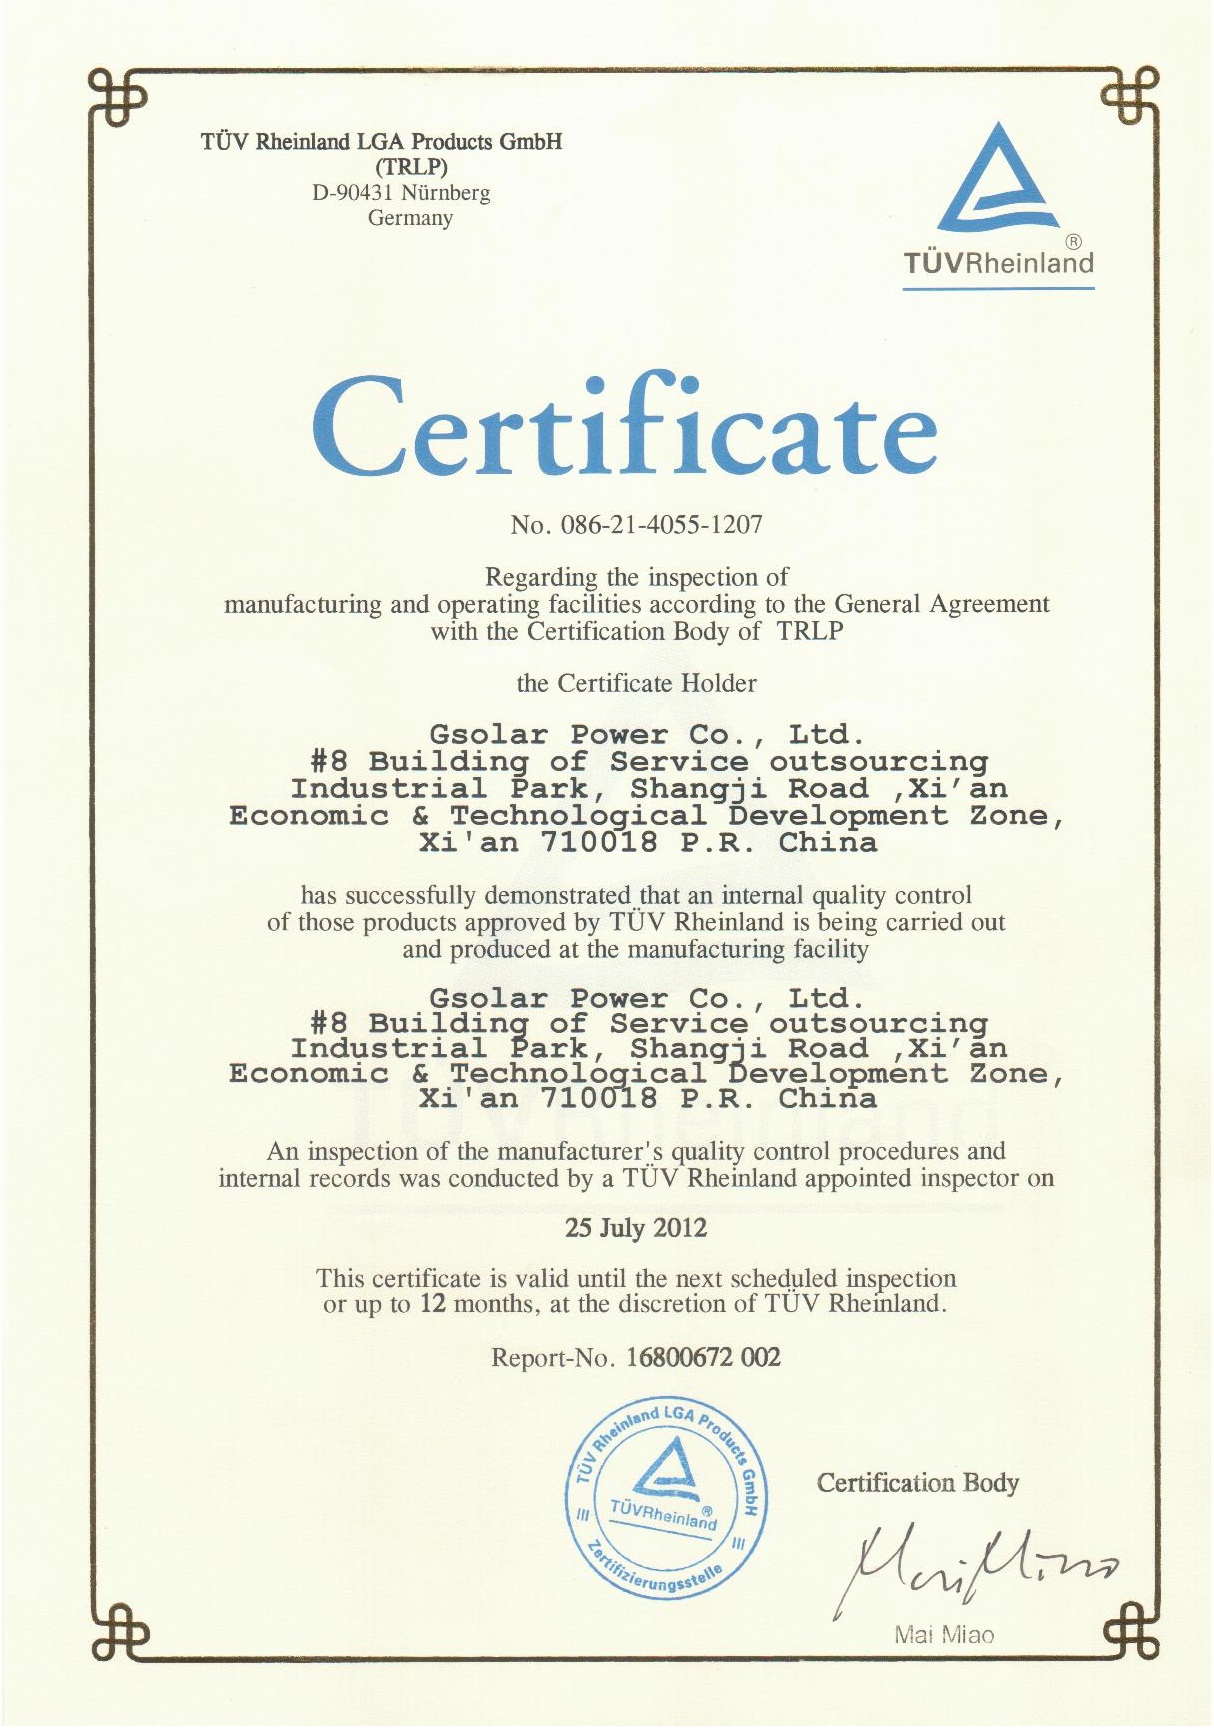 TÜV Rheinland LGA Products GmbH
(TRLP)
D-90431 Nürnberg
Germany
®
TÜVRheinland
Certificate
No. 086-21-4055-1207
Regarding the inspection of
manufacturing and operating facilities according to the General Agreement
with the Certification Body of TRLP
the Certificate Holder
Gsolar Power Co., Ltd.
#8 Building of Service outsourcing
Industrial Park, Shangji Road ,Xi’an
Economic & Technological Development Zone,
Xi'an 710018 P.R. China
has successfully demonstrated that an internal quality control
of those products approved by TÜV Rheinland is being carried out
and produced at the manufacturing facility
Gsolar Power Co., Ltd.
#8 Building of Service outsourcing
Industrial Park, Shangji Road ,Xi’an
Economic & Technological Development Zone,
Xi'an 710018 P.R. China
An inspection of the manufacturer's quality control procedures and
internal records was conducted by a TÜV Rheinland appointed inspector on
25 July 2012
This certificate is valid until the next scheduled inspection
or up to 12 months, at the discretion of TÜV Rheinland.
Report-No. 16800672 002
TÜV Rheinland LGA Products GmbH
TÜVRheinland
®
Zertifizierungsstelle
Certification Body
Mai Miao
Mai Miao